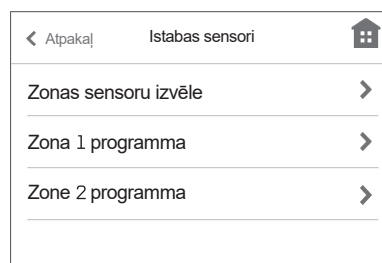 Atpakaļ Istabas sensori
Zonas sensoru izvēle
Zona 1 programma
Zone 2 programma